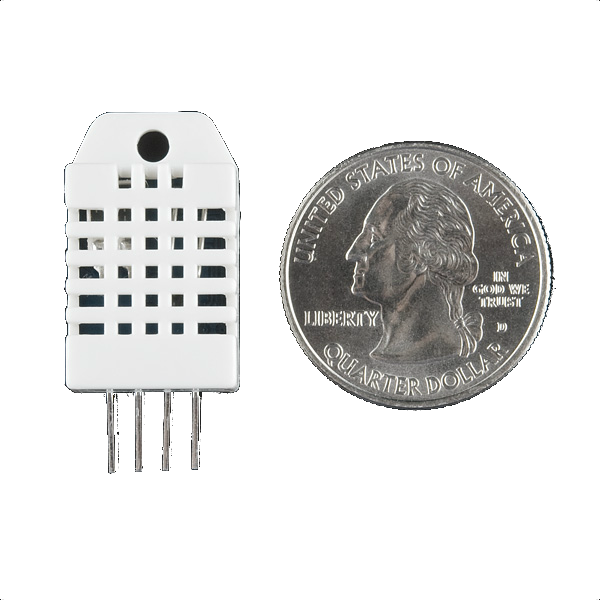 UNITED STATES OF AMERICA
LIBERTY
IN
GOD WE
TRUST
D
QUARTER DOLLAR